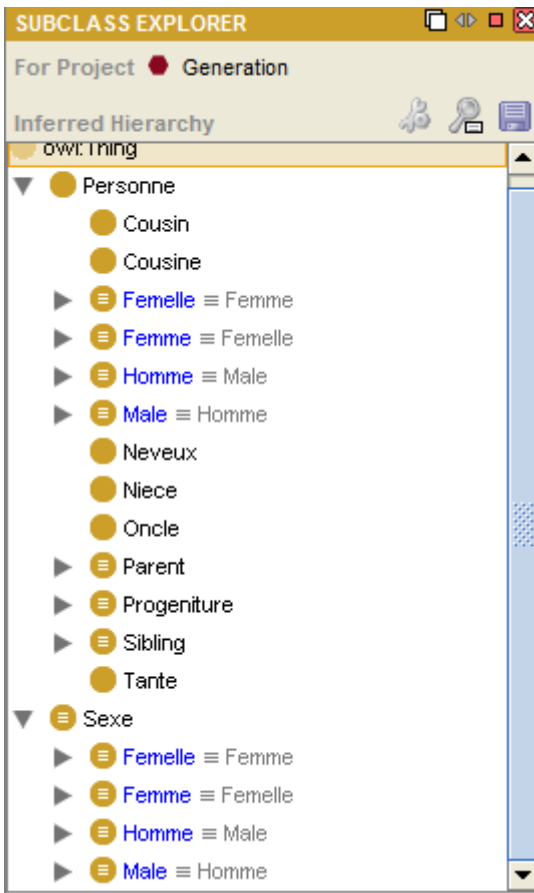 SUBCLASS EXPLORER
For Project Generation
Inferred Hierarchy
owl:Thing
Personne
Cousin
Cousine
Femelle ≡ Femme
Femme ≡ Femelle
Homme ≡ Male
Male ≡ Homme
Neveux
Niece
Oncle
Parent
Progeniture
Sibling
Tante
Sexe
Femelle ≡ Femme
Femme ≡ Femelle
Homme ≡ Male
Male ≡ Homme